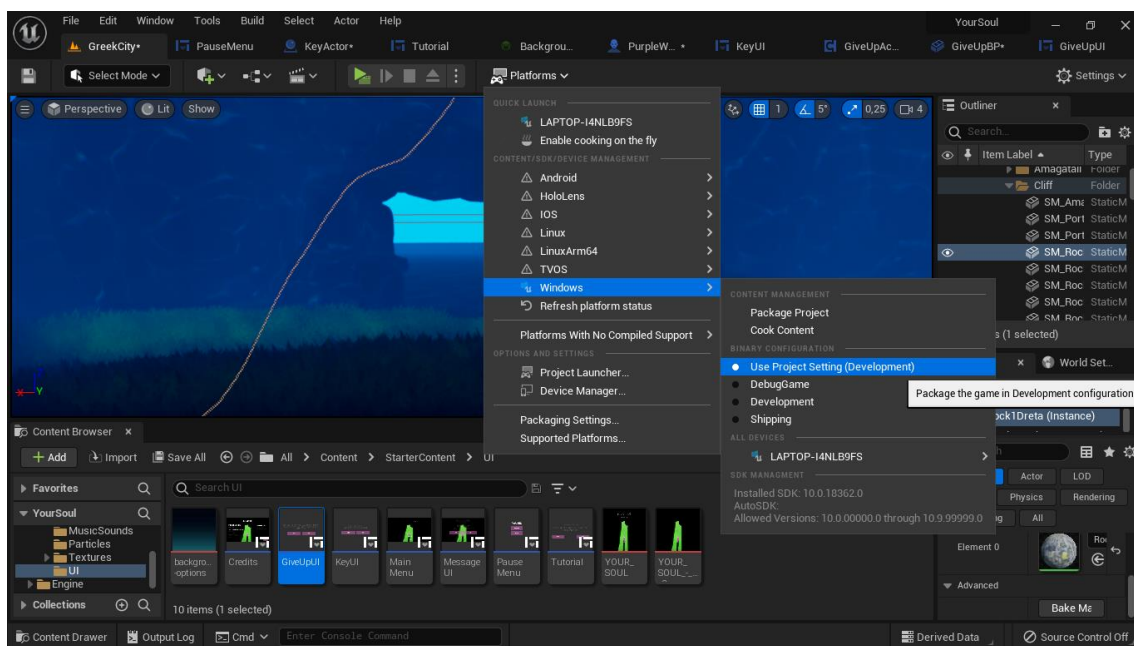 File Edit Window Tools Build Select Actor Help YourSoul
GreekCity• PauseMenu KeyActor• Tutorial Backgrou... PurpleW... • KeyUI GiveUpAc... GiveUpBP• GiveUpUI
Select Mode Platforms Settings
Perspective Lit Show 1 5° 0,25 4
QUICK LAUNCH
LAPTOP-I4NLB9FS
Enable cooking on the fly
CONTENT/SDK/DEVICE MANAGEMENT
Android
HoloLens
IOS
Linux
LinuxArm64
TVOS
Windows
Refresh platform status
Platforms With No Compiled Support
OPTIONS AND SETTINGS
Project Launcher...
Device Manager...
Packaging Settings...
Supported Platforms...
CONTENT MANAGEMENT
Package Project
Cook Content
BINARY CONFIGURATION
Use Project Setting (Development)
DebugGame
Development
Shipping
ALL DEVICES
LAPTOP-I4NLB9FS
SDK MANAGMENT
Installed SDK: 10.0.18362.0
AutoSDK:
Allowed Versions: 10.0.00000.0 through 10.9.99999.0
Package the game in Development configuration
Outliner
Search...
Item Label Type
Amagatall Folder
Cliff Folder
SM_Ama StaticM
SM_Port StaticM
SM_Port StaticM
SM_Roc StaticM
SM_Roc StaticM
SM_Roc StaticM
SM_Roc StaticM
SM_Roc StaticM
s (1 selected)
World Set...
ock1Dreta (Instance)
Actor LOD
Physics Rendering
All
Element 0
Advanced
Bake Ma
Y
Content Browser
Add Import Save All All Content StarterContent UI
Favorites
Search UI
YourSoul
MusicSounds
Particles
Textures
UI
Engine
Collections
backgro..
-options
Credits
GiveUpUI
KeyUI
Main
Menu
Message
UI
Pause
Menu
Tutorial
YOUR_
SOUL
YOUR_
SOUL_-_...
10 items (1 selected)
Content Drawer Output Log Cmd Enter Console Command Derived Data Source Control Off